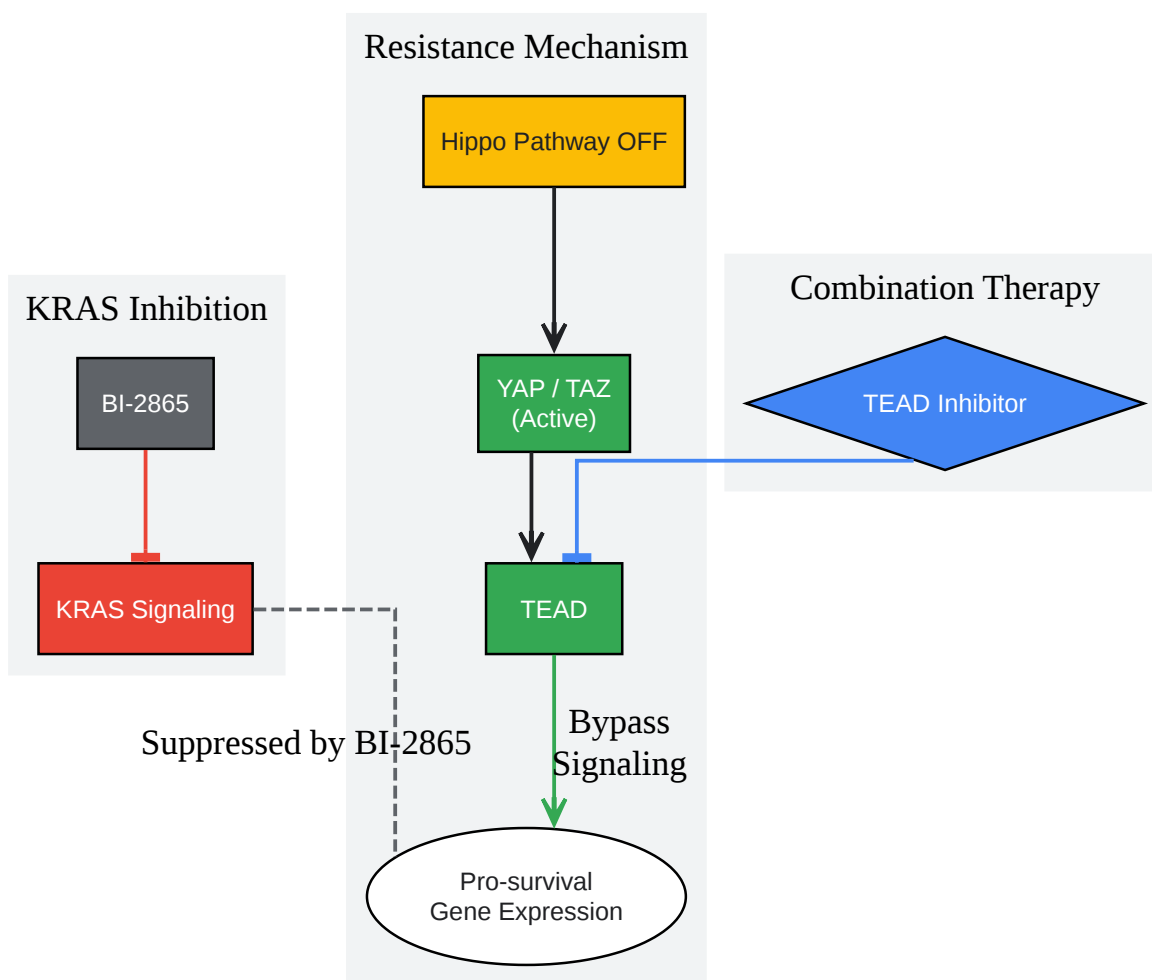 Resistance Mechanism
Hippo Pathway OFF
KRAS Inhibition
BI-2865
KRAS Signaling
YAP / TAZ
(Active)
TEAD
Combination Therapy
TEAD Inhibitor
Suppressed by BI-2865
Bypass
Signaling
Pro-survival
Gene Expression